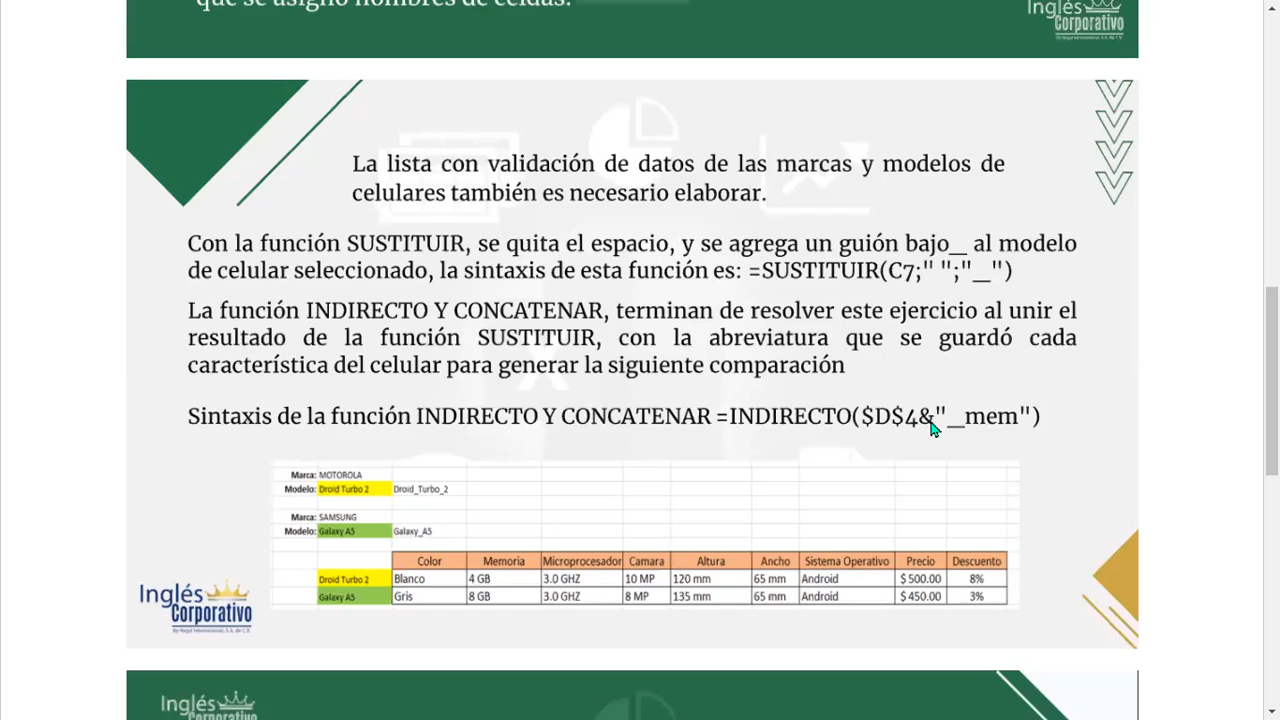 que se asignó nombres de celdas.
Inglés
Corporativo
La lista con validación de datos de las marcas y modelos de
celulares también es necesario elaborar.
Con la función SUSTITUIR, se quita el espacio, y se agrega un guión bajo_ al modelo
de celular seleccionado, la sintaxis de esta función es: =SUSTITUIR(C7;" ";"_")
La función INDIRECTO Y CONCATENAR, terminan de resolver este ejercicio al unir el
resultado de la función SUSTITUIR, con la abreviatura que se guardó cada
característica del celular para generar la siguiente comparación
Sintaxis de la función INDIRECTO Y CONCATENAR =INDIRECTO($D$4&"_mem")
Marca: MOTOROLA
Modelo: Droid Turbo 2 Droid_Turbo_2
Marca: SAMSUNG
Modelo: Galaxy A5 Galaxy_A5
Color Memoria Microprocesador Camara Altura Ancho Sistema Operativo Precio Descuento
Droid Turbo 2 Blanco 4 GB 3.0 GHZ 10 MP 120 mm 65 mm Android $ 500.00 8%
Galaxy A5 Gris 8 GB 3.0 GHZ 8 MP 135 mm 65 mm Android $ 450.00 3%
Inglés
Corporativo
Inglés
Corporativo